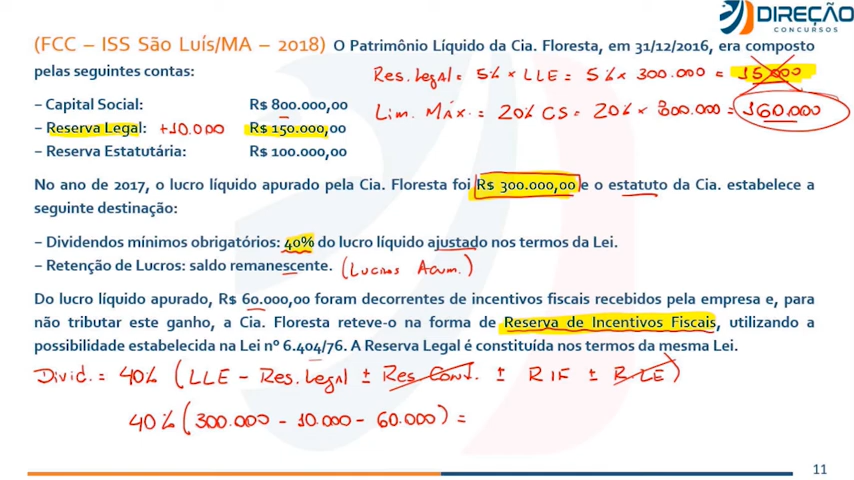 DIREÇÃO
CONCURSOS
(FCC – ISS São Luís/MA – 2018) O Patrimônio Líquido da Cia. Floresta, em 31/12/2016, era composto
pelas seguintes contas:
Res. Legal = 5% × LLE = 5% × 300.000 = 15.000
– Capital Social: R$ 800.000,00
Lim. MÁX. = 20% CS = 20% × 800.000 = 160.000
– Reserva Legal: +10.000 R$ 150.000,00
– Reserva Estatutária: R$ 100.000,00
No ano de 2017, o lucro líquido apurado pela Cia. Floresta foi R$ 300.000,00 e o estatuto da Cia. estabelece a
seguinte destinação:
– Dividendos mínimos obrigatórios: 40% do lucro líquido ajustado nos termos da Lei.
– Retenção de Lucros: saldo remanescente. (Lucros Acum.)
Do lucro líquido apurado, R$ 60.000,00 foram decorrentes de incentivos fiscais recebidos pela empresa e, para
não tributar este ganho, a Cia. Floresta reteve-o na forma de Reserva de Incentivos Fiscais, utilizando a
possibilidade estabelecida na Lei nº 6.404/76. A Reserva Legal é constituída nos termos da mesma Lei.
Divid. = 40% (LLE - Res. Legal ± Res Cont. ± RIF ± RLE)
40% (300.000 - 10.000 - 60.000) =
11